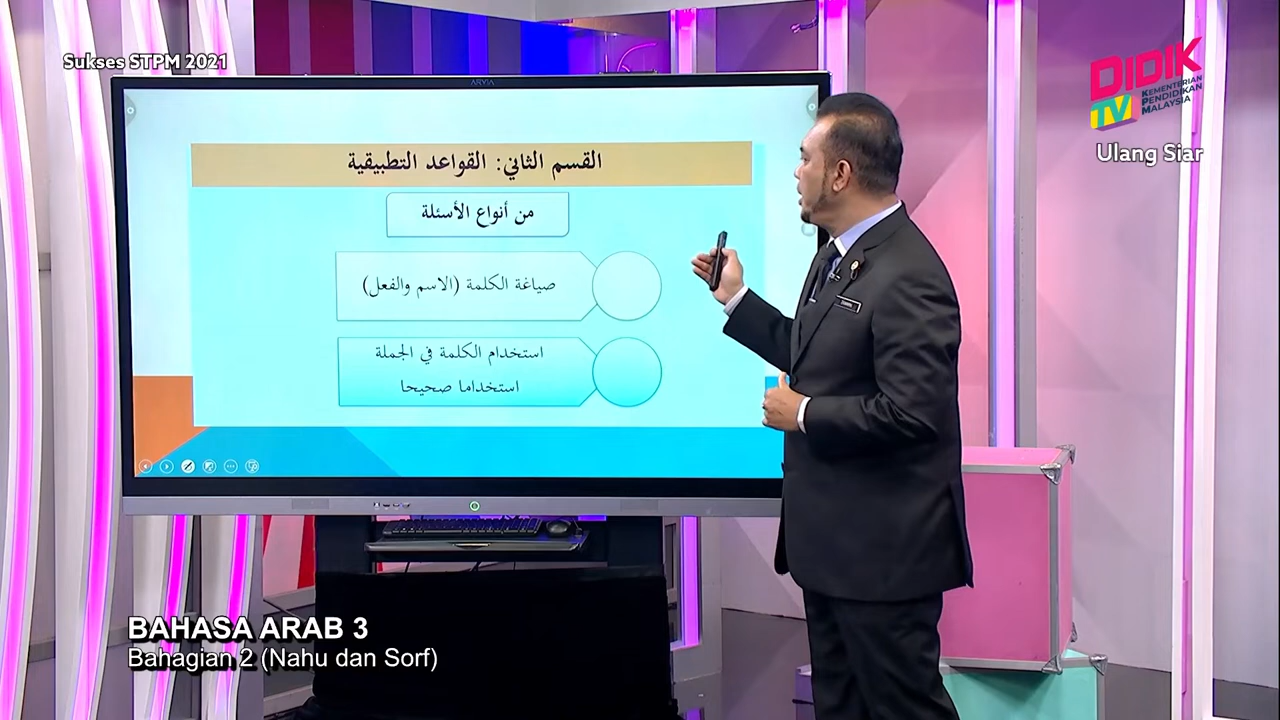 Sukses STPM 2021
DIDIK
TV
KEMENTERIAN
PENDIDIKAN
MALAYSIA
Ulang Siar
ARVIA
القسم الثاني: القواعد التطبيقية
من أنواع الأسئلة
صياغة الكلمة (الاسم والفعل)
استخدام الكلمة في الجملة
استخداما صحيحا
BAHASA ARAB 3
Bahagian 2 (Nahu dan Sorf)